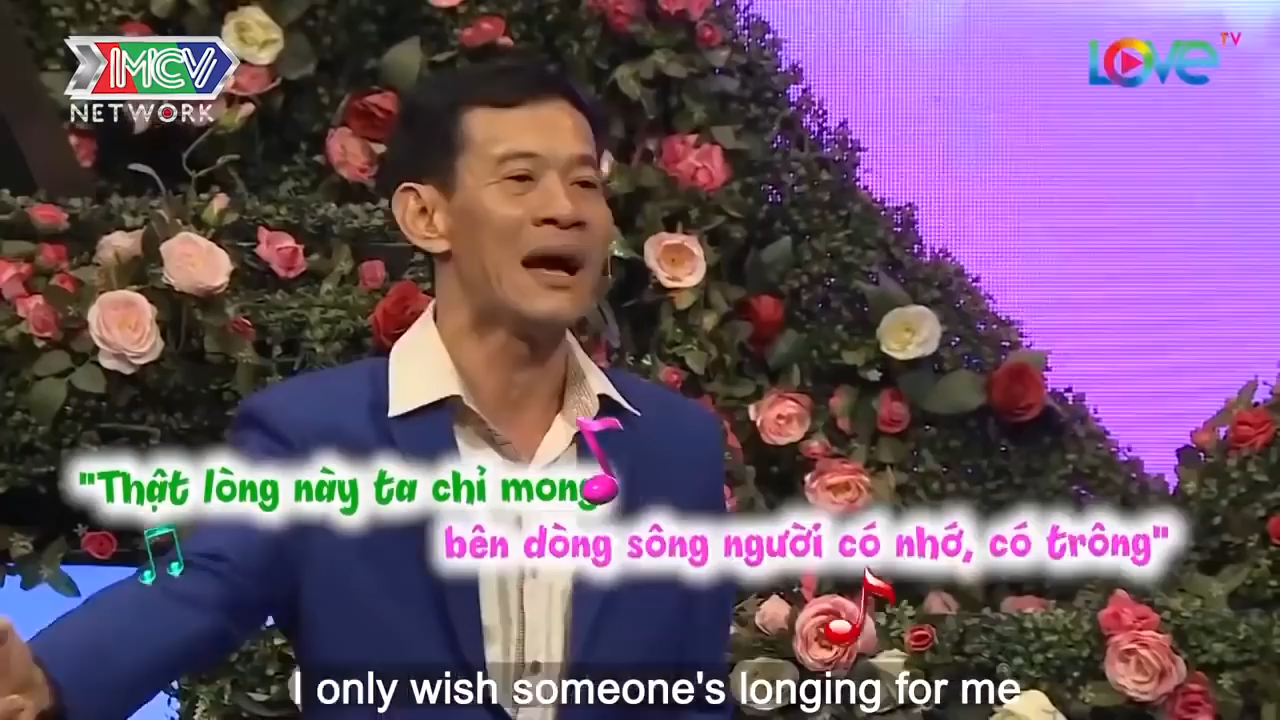 MCV
NETWORK
LOVE TV
"Thật lòng này ta chỉ mong
bên dòng sông người có nhớ, có trông"
I only wish someone's longing for me